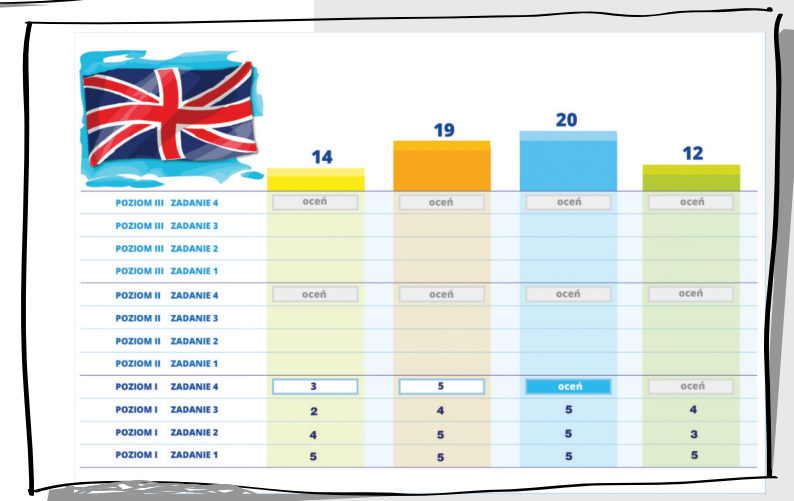 14 19 20 12
POZIOM III ZADANIE 4 oceń oceń oceń oceń
POZIOM III ZADANIE 3
POZIOM III ZADANIE 2
POZIOM III ZADANIE 1
POZIOM II ZADANIE 4 oceń oceń oceń oceń
POZIOM II ZADANIE 3
POZIOM II ZADANIE 2
POZIOM II ZADANIE 1
POZIOM I ZADANIE 4 3 5 oceń oceń
POZIOM I ZADANIE 3 2 4 5 4
POZIOM I ZADANIE 2 4 5 5 3
POZIOM I ZADANIE 1 5 5 5 5